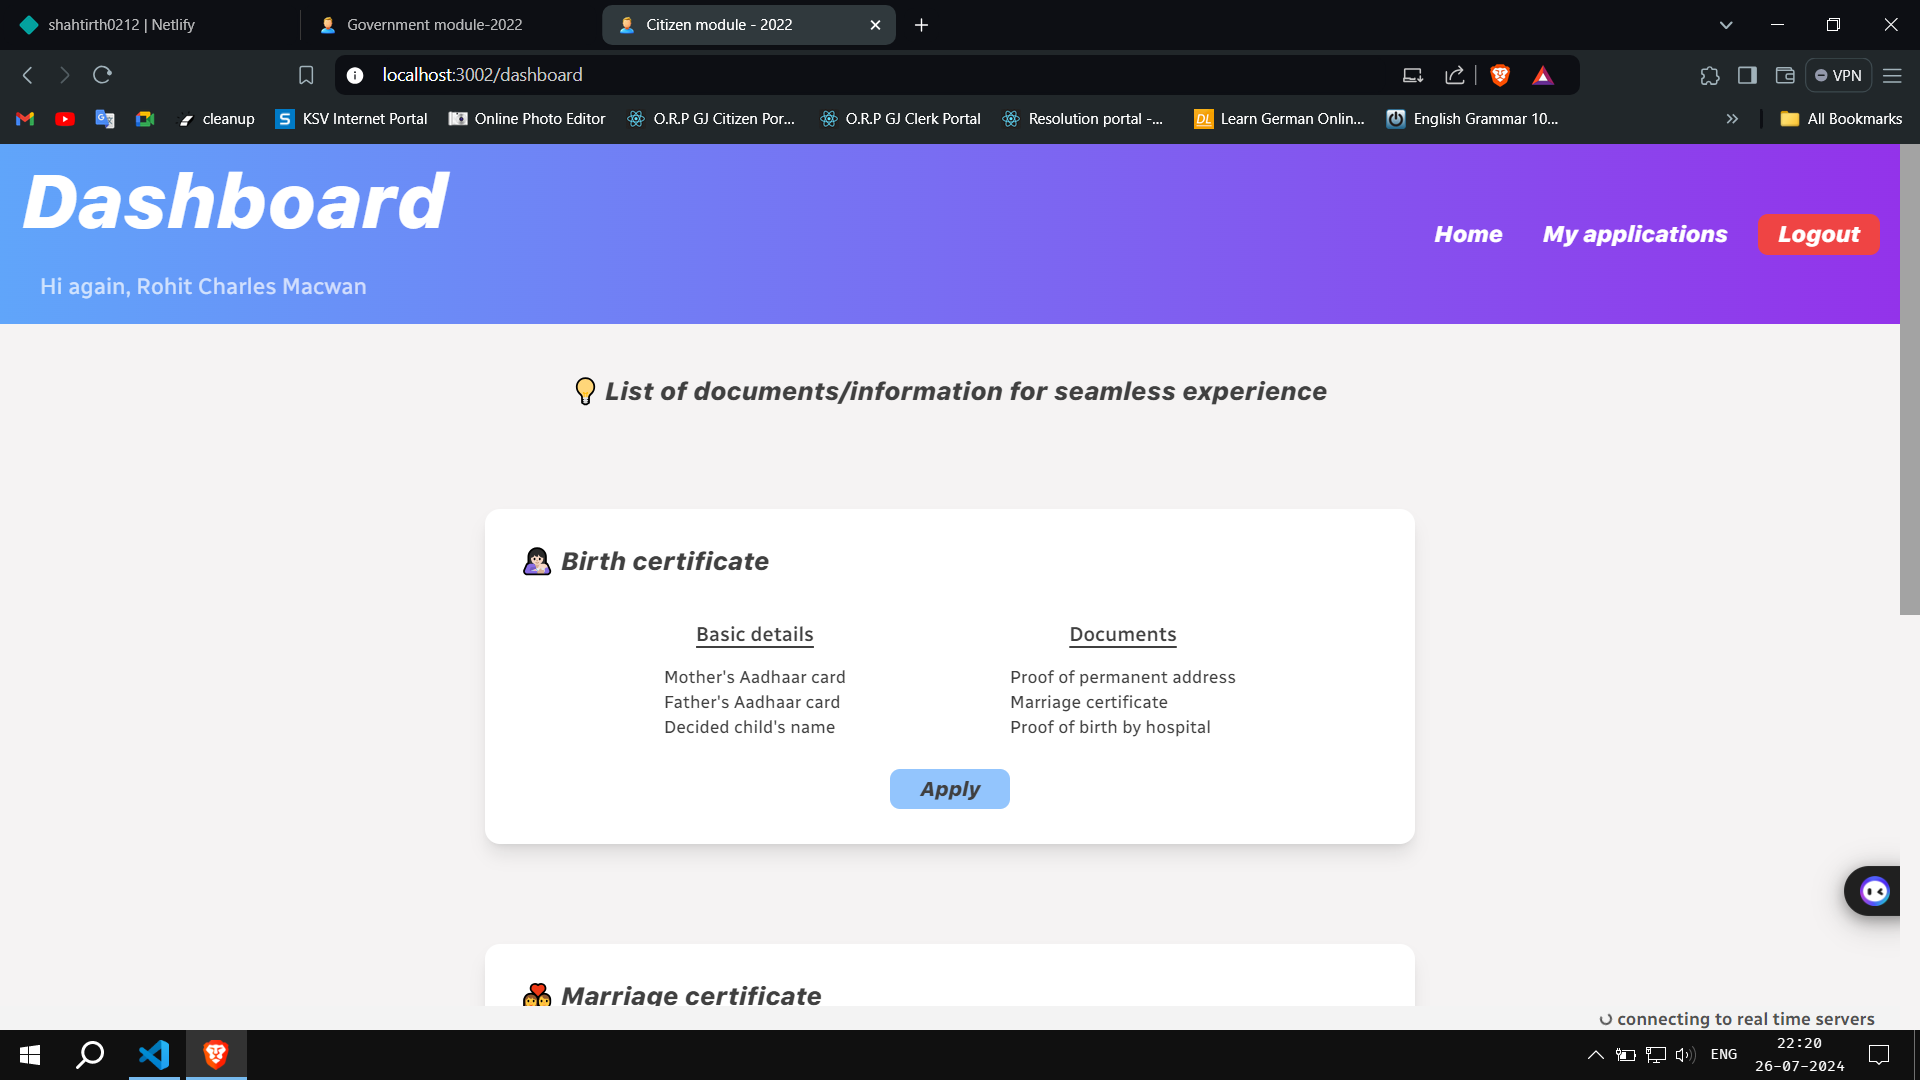 shahtirth0212 | Netlify
Government module-2022
Citizen module - 2022
localhost:3002/dashboard
VPN
cleanup
KSV Internet Portal
Online Photo Editor
O.R.P GJ Citizen Por...
O.R.P GJ Clerk Portal
Resolution portal -...
DL Learn German Onlin...
English Grammar 10...
All Bookmarks
Dashboard
Home
My applications
Logout
Hi again, Rohit Charles Macwan
List of documents/information for seamless experience
Birth certificate
Basic details
Documents
Mother's Aadhaar card
Proof of permanent address
Father's Aadhaar card
Marriage certificate
Decided child's name
Proof of birth by hospital
Apply
Marriage certificate
connecting to real time servers
ENG
22:20
26-07-2024